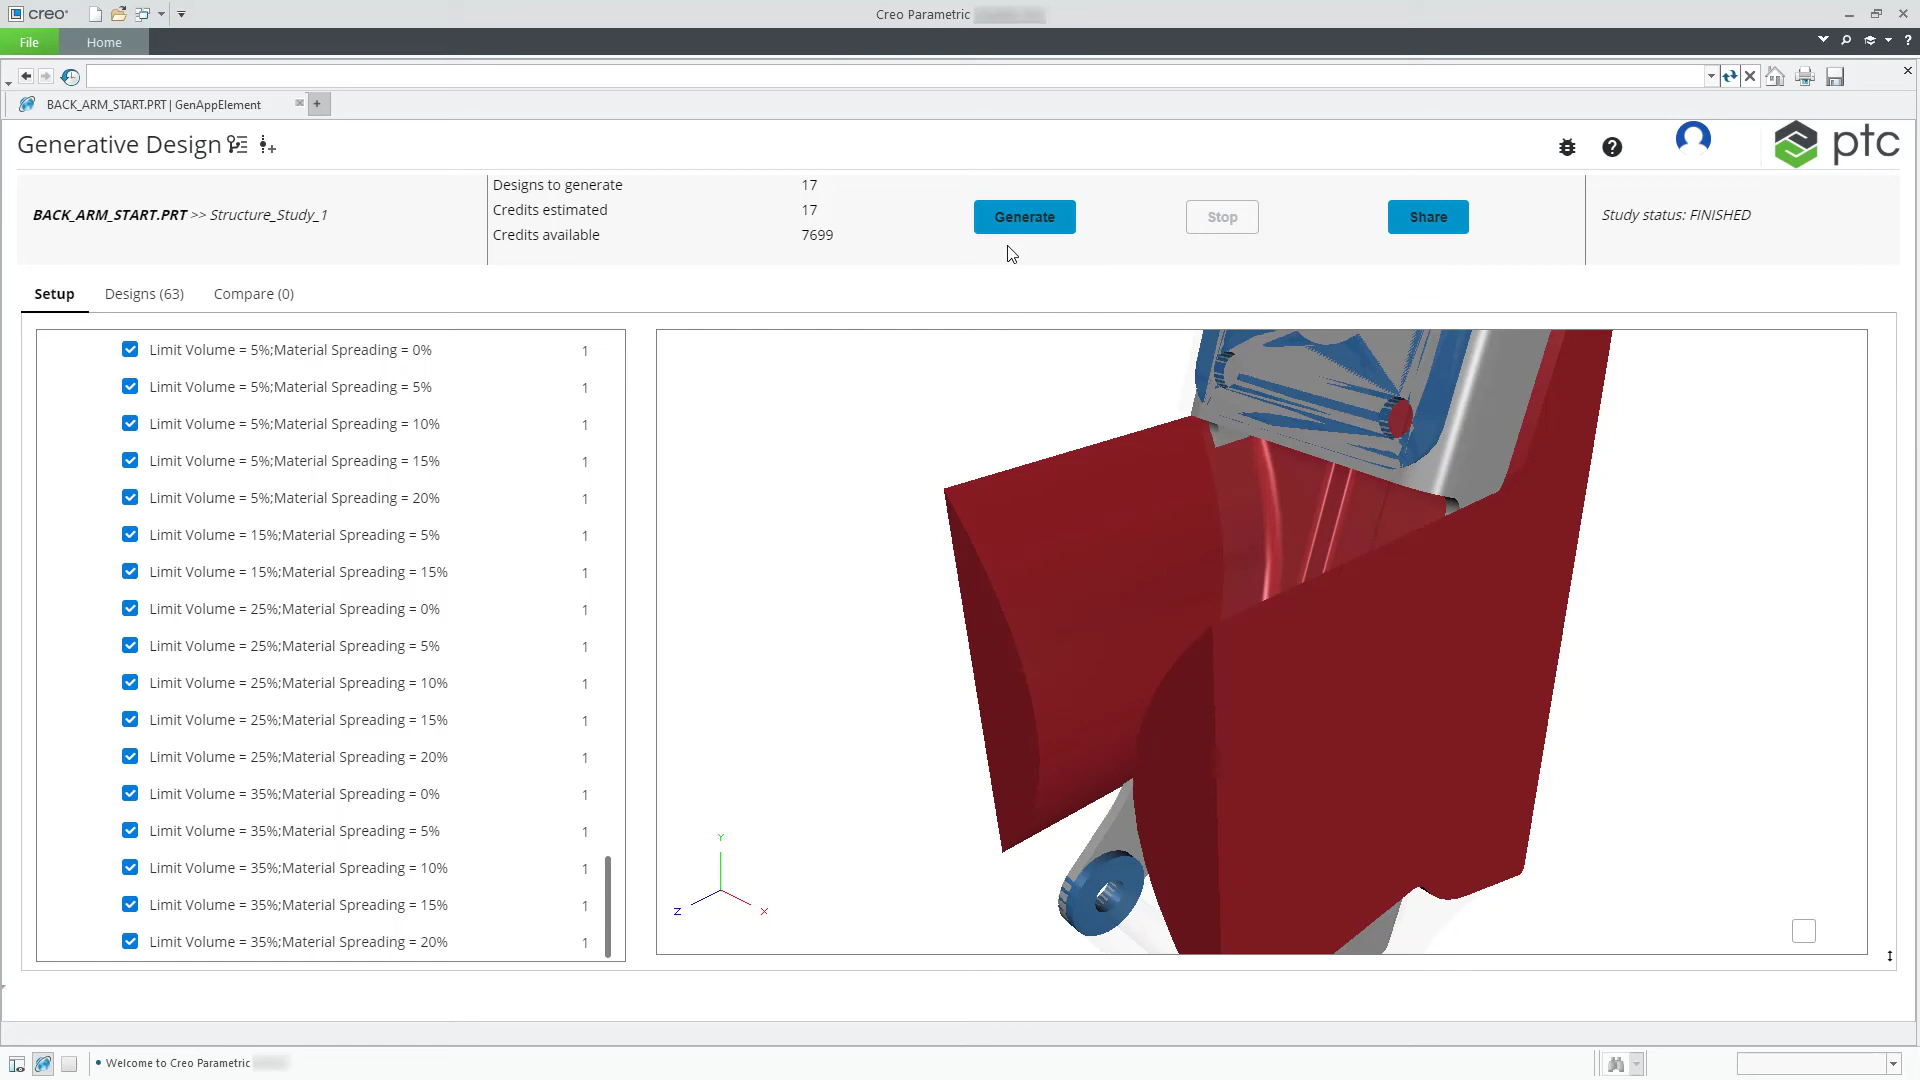 creo
Creo Parametric
File
Home
?
BACK_ARM_START.PRT | GenAppElement
+
Generative Design
ptc
BACK_ARM_START.PRT >> Structure_Study_1
Designs to generate 17
Credits estimated 17
Credits available 7699
Generate
Stop
Share
Study status: FINISHED
Setup
Designs (63)
Compare (0)
Limit Volume = 5%;Material Spreading = 0% 1
Limit Volume = 5%;Material Spreading = 5% 1
Limit Volume = 5%;Material Spreading = 10% 1
Limit Volume = 5%;Material Spreading = 15% 1
Limit Volume = 5%;Material Spreading = 20% 1
Limit Volume = 15%;Material Spreading = 5% 1
Limit Volume = 15%;Material Spreading = 15% 1
Limit Volume = 25%;Material Spreading = 0% 1
Limit Volume = 25%;Material Spreading = 5% 1
Limit Volume = 25%;Material Spreading = 10% 1
Limit Volume = 25%;Material Spreading = 15% 1
Limit Volume = 25%;Material Spreading = 20% 1
Limit Volume = 35%;Material Spreading = 0% 1
Limit Volume = 35%;Material Spreading = 5% 1
Limit Volume = 35%;Material Spreading = 10% 1
Limit Volume = 35%;Material Spreading = 15% 1
Limit Volume = 35%;Material Spreading = 20% 1
Y
Z
X
• Welcome to Creo Parametric